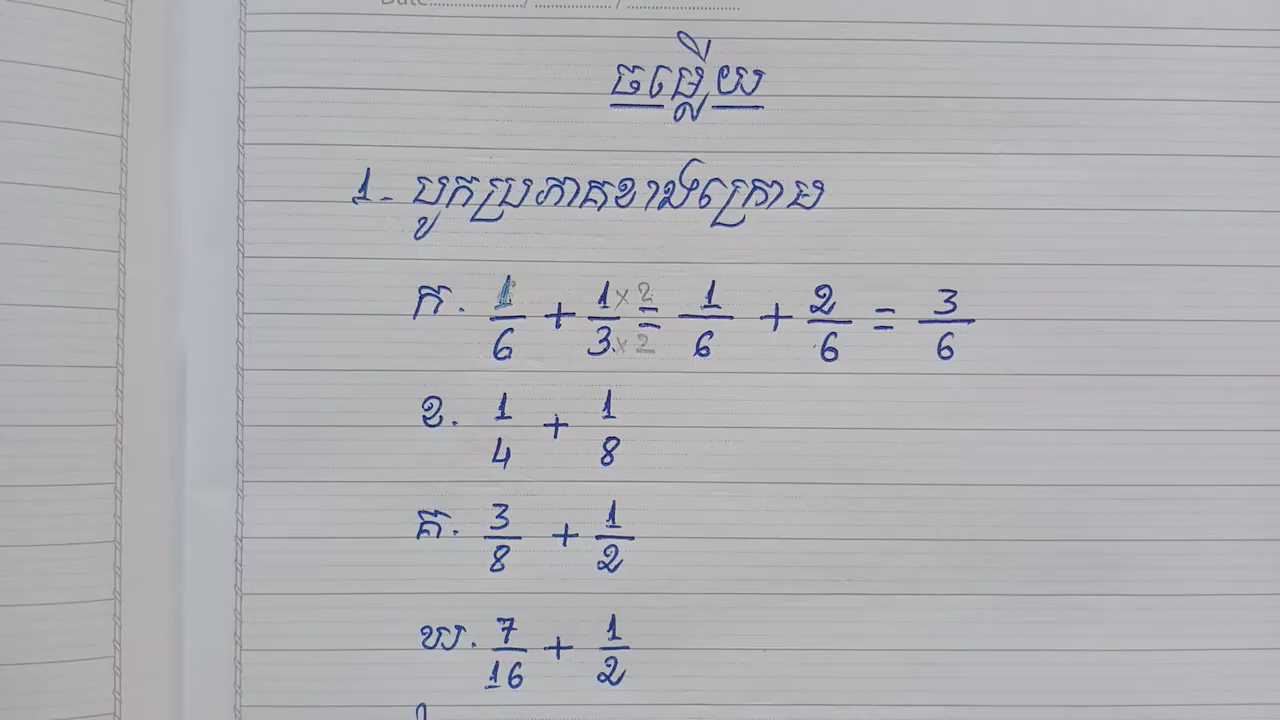 Date............../............../..............
ចម្លើយ
1. បូកប្រភាគខាងក្រោម
ក. 1/6 + 1/3 ×2/×2 = 1/6 + 2/6 = 3/6
ខ. 1/4 + 1/8
គ. 3/8 + 1/2
ឃ. 7/16 + 1/2